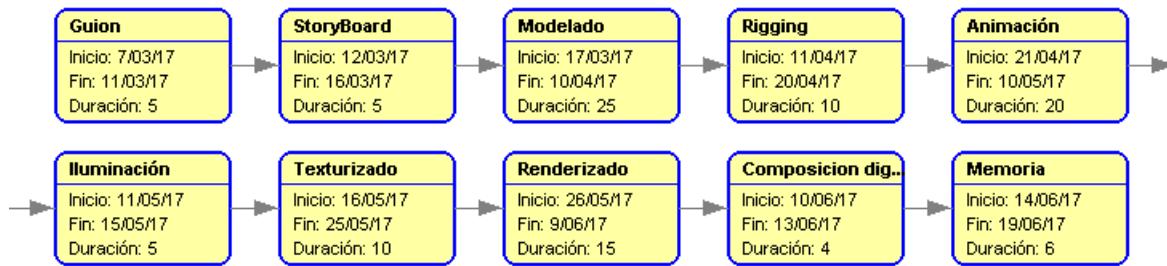 Guion
Inicio: 7/03/17
Fin: 11/03/17
Duración: 5
StoryBoard
Inicio: 12/03/17
Fin: 16/03/17
Duración: 5
Modelado
Inicio: 17/03/17
Fin: 10/04/17
Duración: 25
Rigging
Inicio: 11/04/17
Fin: 20/04/17
Duración: 10
Animación
Inicio: 21/04/17
Fin: 10/05/17
Duración: 20
Iluminación
Inicio: 11/05/17
Fin: 15/05/17
Duración: 5
Texturizado
Inicio: 16/05/17
Fin: 25/05/17
Duración: 10
Renderizado
Inicio: 26/05/17
Fin: 9/06/17
Duración: 15
Composicion dig...
Inicio: 10/06/17
Fin: 13/06/17
Duración: 4
Memoria
Inicio: 14/06/17
Fin: 19/06/17
Duración: 6